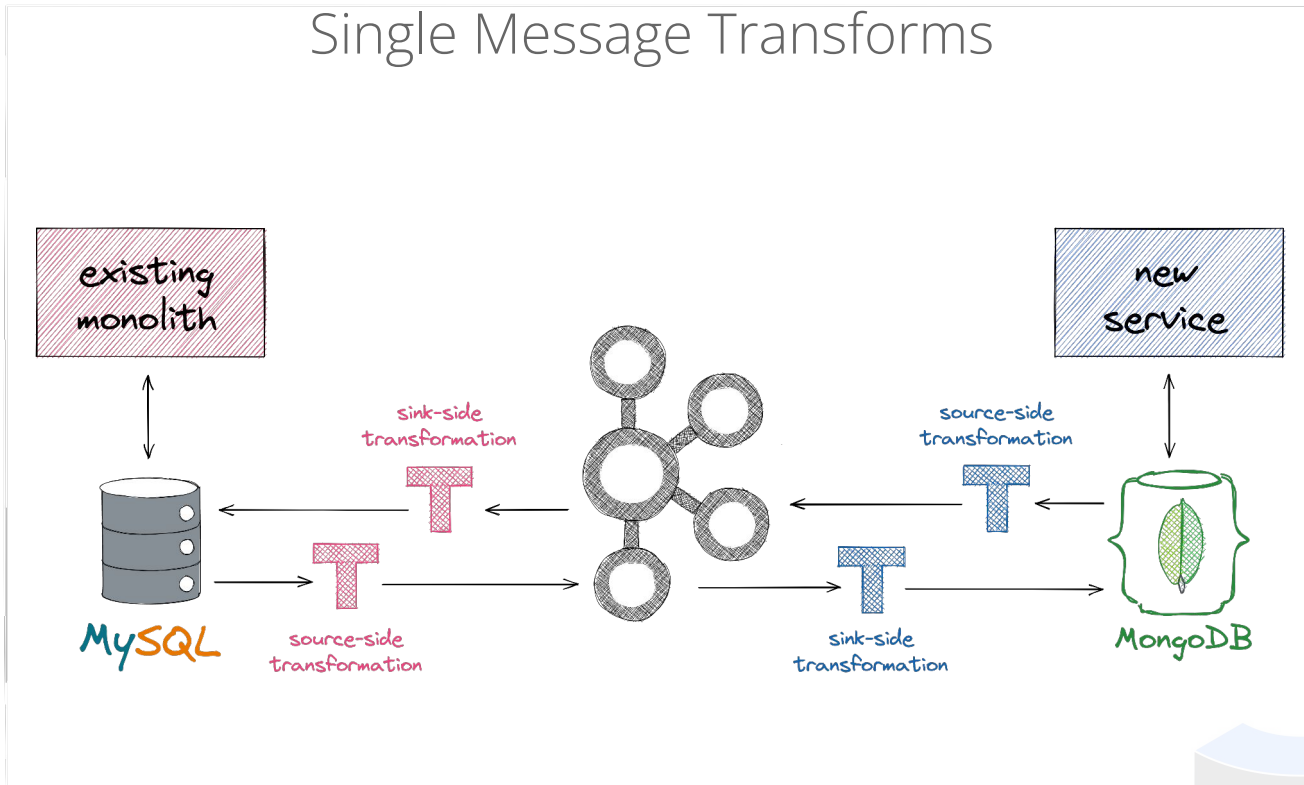 Single Message Transforms
existing
monolith
new
service
sink-side
transformation
source-side
transformation
MySQL
source-side
transformation
sink-side
transformation
MongoDB